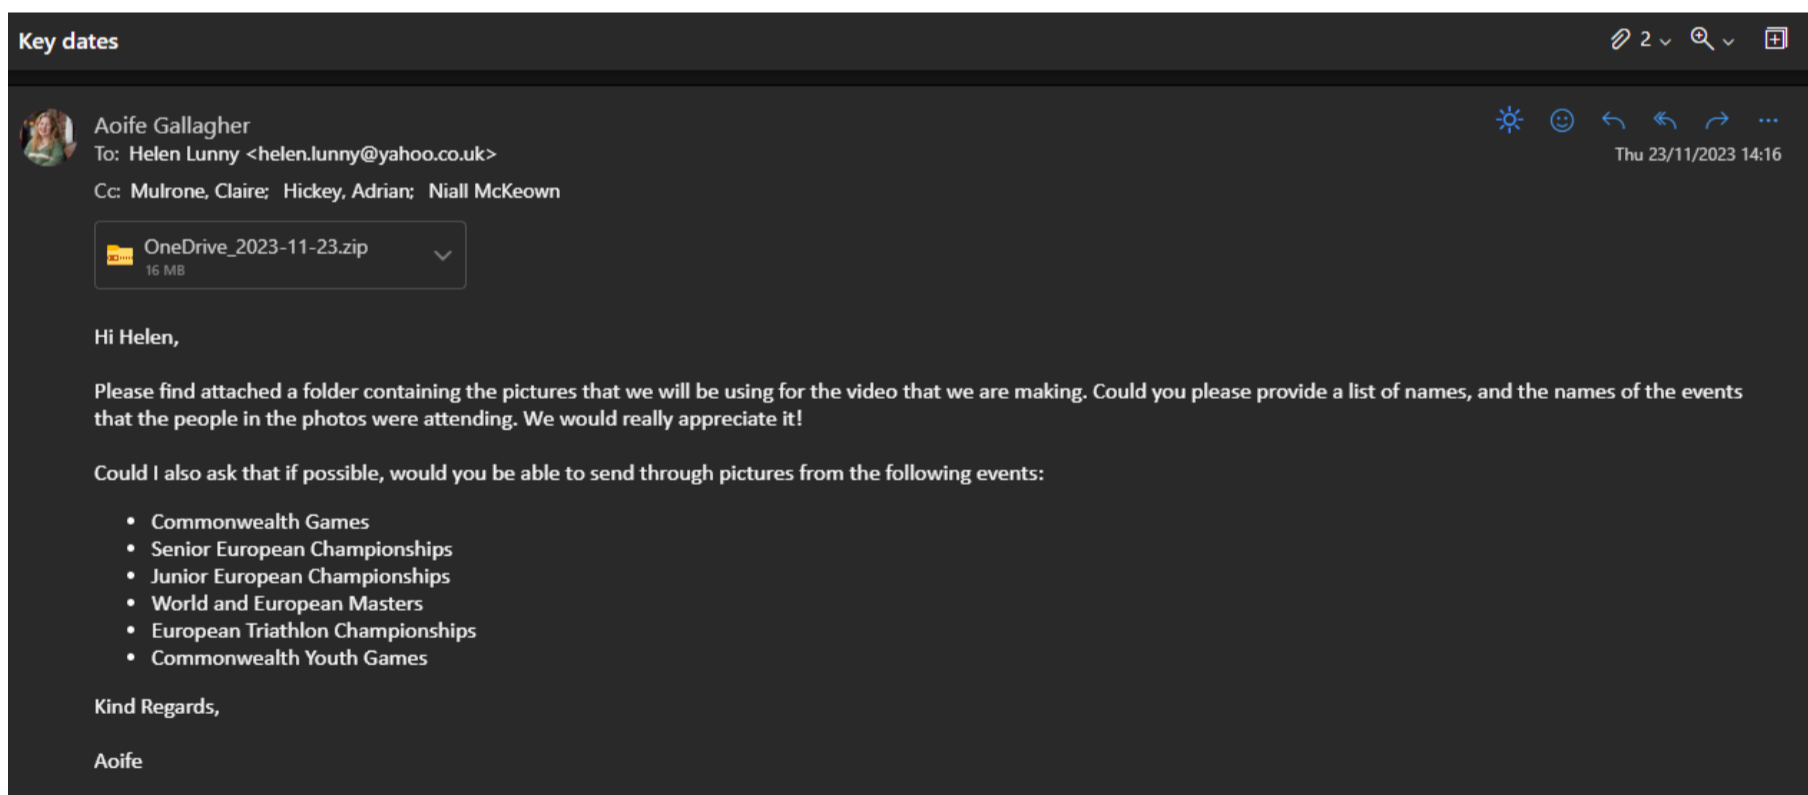 Key dates
2
Aoife Gallagher
To: Helen Lunny <helen.lunny@yahoo.co.uk>
Thu 23/11/2023 14:16
Cc: Mulrone, Claire; Hickey, Adrian; Niall McKeown
OneDrive_2023-11-23.zip
16 MB
Hi Helen,
Please find attached a folder containing the pictures that we will be using for the video that we are making. Could you please provide a list of names, and the names of the events
that the people in the photos were attending. We would really appreciate it!
Could I also ask that if possible, would you be able to send through pictures from the following events:
• Commonwealth Games
• Senior European Championships
• Junior European Championships
• World and European Masters
• European Triathlon Championships
• Commonwealth Youth Games
Kind Regards,
Aoife